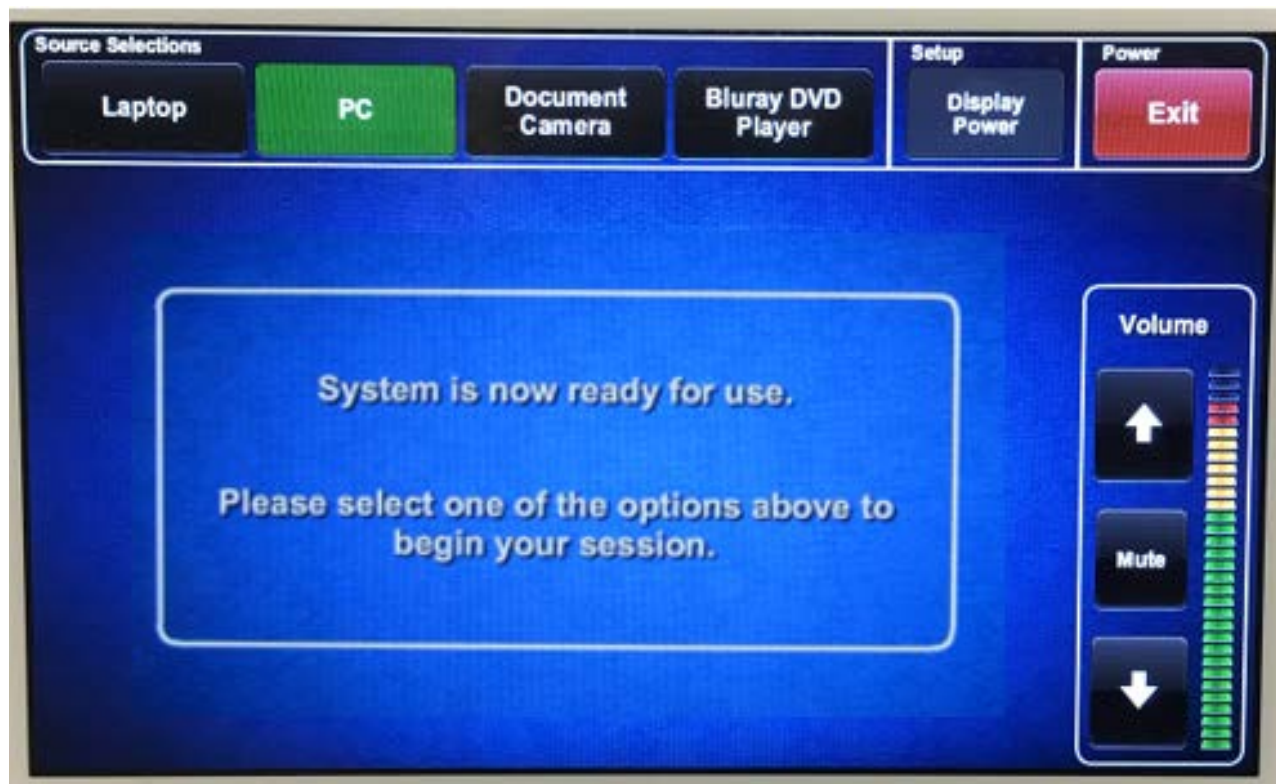 Source Selections
Setup
Power
Laptop
PC
Document
Camera
Bluray DVD
Player
Display
Power
Exit
System is now ready for use.
Please select one of the options above to
begin your session.
Volume
Mute